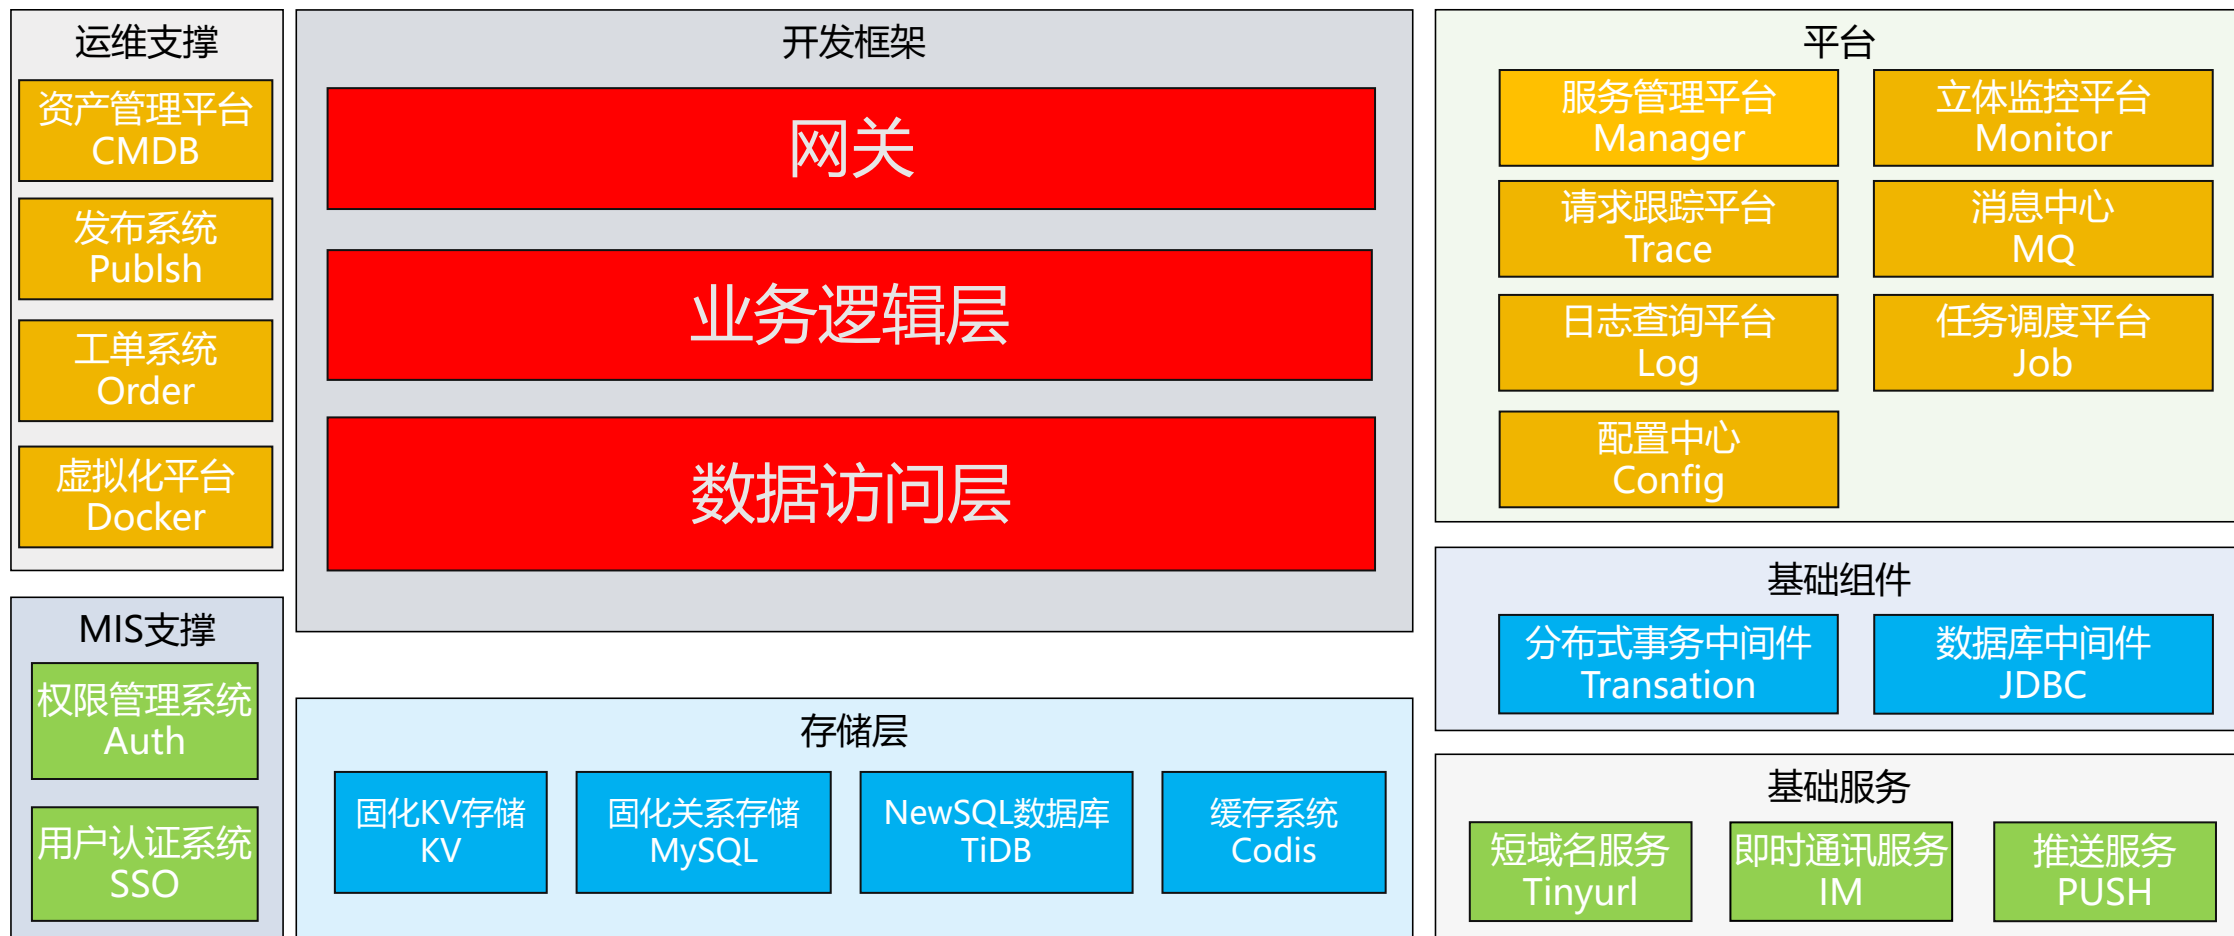 运维支撑
资产管理平台
CMDB
发布系统
Publsh
工单系统
Order
虚拟化平台
Docker
MIS支撑
权限管理系统
Auth
用户认证系统
SSO
开发框架
网关
业务逻辑层
数据访问层
存储层
固化KV存储
KV
固化关系存储
MySQL
NewSQL数据库
TiDB
缓存系统
Codis
平台
服务管理平台
Manager
立体监控平台
Monitor
请求跟踪平台
Trace
消息中心
MQ
日志查询平台
Log
任务调度平台
Job
配置中心
Config
基础组件
分布式事务中间件
Transation
数据库中间件
JDBC
基础服务
短域名服务
Tinyurl
即时通讯服务
IM
推送服务
PUSH